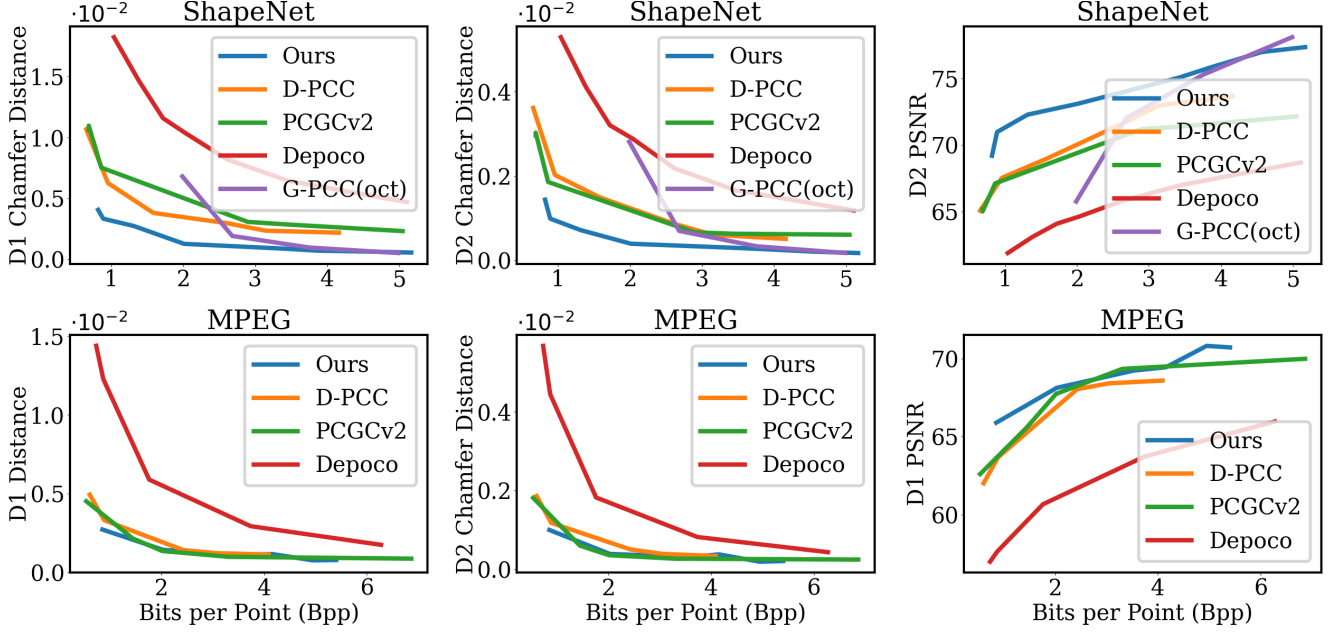 ·10⁻² ShapeNet
D1 Chamfer Distance
1.5
1.0
0.5
0.0
Ours
D-PCC
PCGCv2
Depoco
G-PCC(oct)
1 2 3 4 5
·10⁻² ShapeNet
D2 Chamfer Distance
0.4
0.2
0.0
Ours
D-PCC
PCGCv2
Depoco
G-PCC(oct)
1 2 3 4 5
ShapeNet
D2 PSNR
75
70
65
Ours
D-PCC
PCGCv2
Depoco
G-PCC(oct)
1 2 3 4 5
·10⁻² MPEG
D1 Distance
1.5
1.0
0.5
0.0
Ours
D-PCC
PCGCv2
Depoco
2 4 6
Bits per Point (Bpp)
·10⁻² MPEG
D2 Chamfer Distance
0.4
0.2
0.0
Ours
D-PCC
PCGCv2
Depoco
2 4 6
Bits per Point (Bpp)
MPEG
D1 PSNR
70
65
60
Ours
D-PCC
PCGCv2
Depoco
2 4 6
Bits per Point (Bpp)